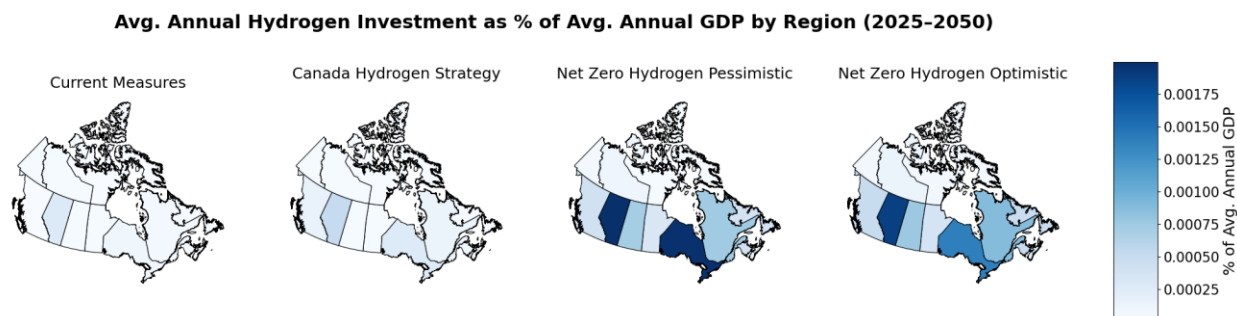 Avg. Annual Hydrogen Investment as % of Avg. Annual GDP by Region (2025–2050)
Current Measures
Canada Hydrogen Strategy
Net Zero Hydrogen Pessimistic
Net Zero Hydrogen Optimistic
0.00175
0.00150
0.00125
0.00100
0.00075
0.00050
0.00025
% of Avg. Annual GDP